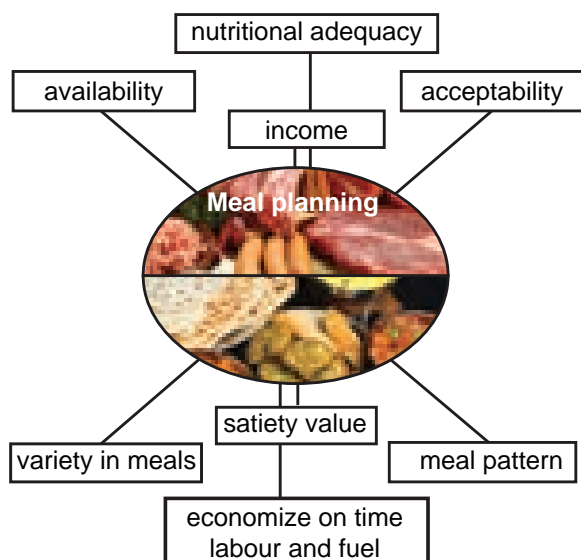 nutritional adequacy
availability
acceptability
income
Meal planning
satiety value
variety in meals
meal pattern
economize on time
labour and fuel